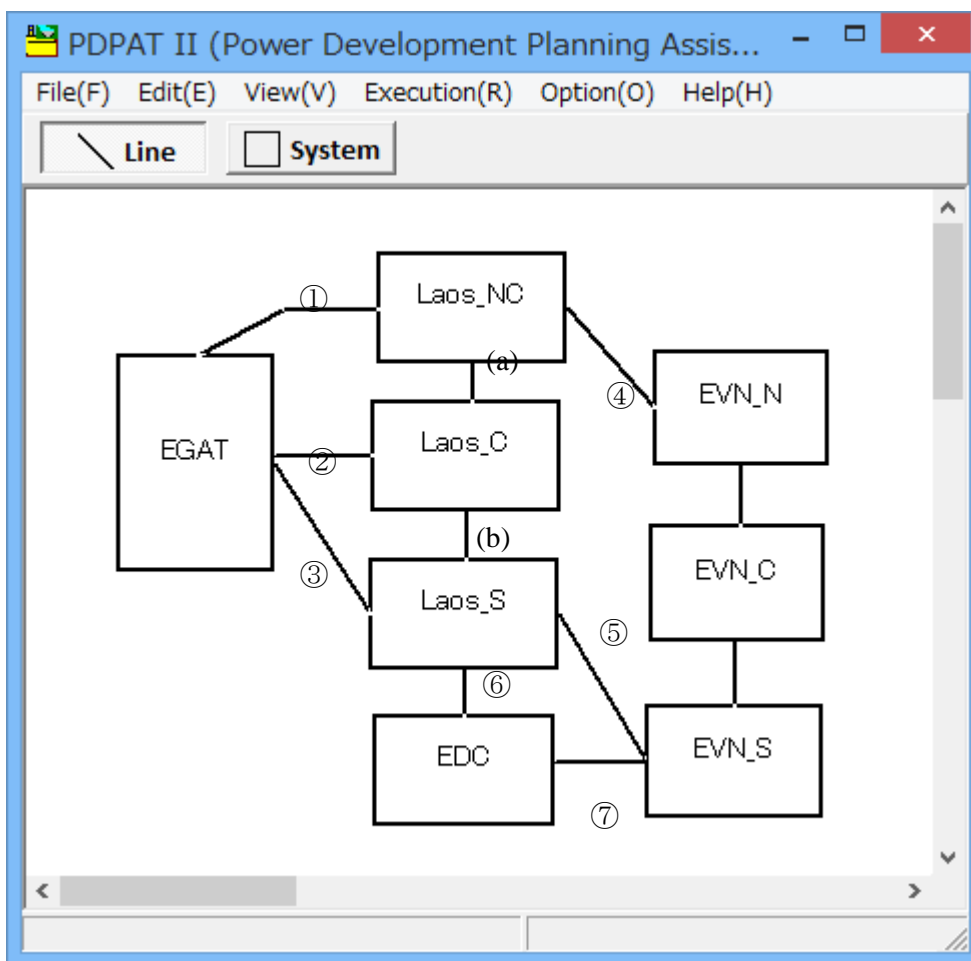 PDPAT II (Power Development Planning Assis...
File(F) Edit(E) View(V) Execution(R) Option(O) Help(H)
Line System
Laos_NC
①
(a)
④
EVN_N
EGAT
②
Laos_C
(b)
③
Laos_S
EVN_C
⑤
⑥
EDC
EVN_S
⑦